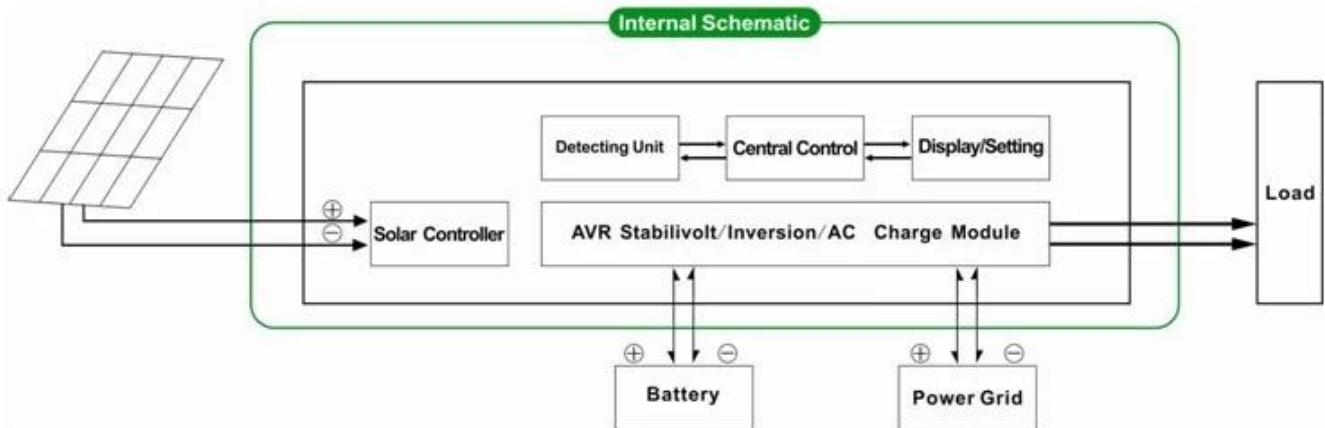 Internal Schematic
Detecting Unit
Central Control
Display/Setting
Load
⊕
⊖
Solar Controller
AVR Stabilivolt/Inversion/AC Charge Module
⊕ ⊖
Battery
⊕ ⊖
Power Grid